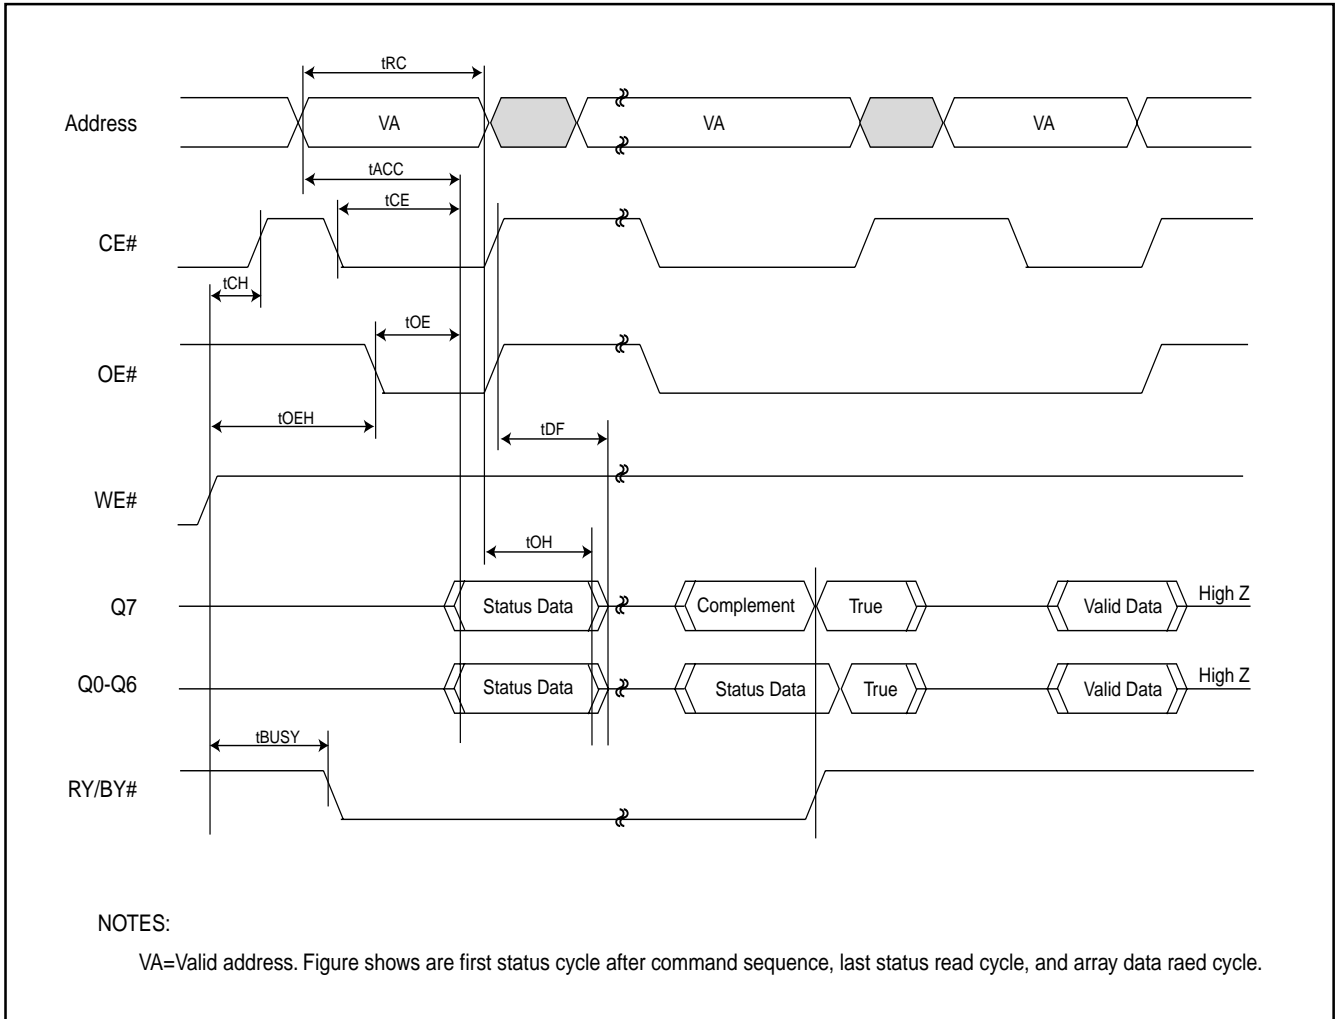 tRC
Address
VA
VA
VA
tACC
tCE
CE#
tCH
tOE
OE#
tOEH
tDF
WE#
tOH
Q7
Status Data
Complement
True
Valid Data
High Z
Q0-Q6
Status Data
Status Data
True
Valid Data
High Z
tBUSY
RY/BY#
NOTES:
VA=Valid address. Figure shows are first status cycle after command sequence, last status read cycle, and array data raed cycle.